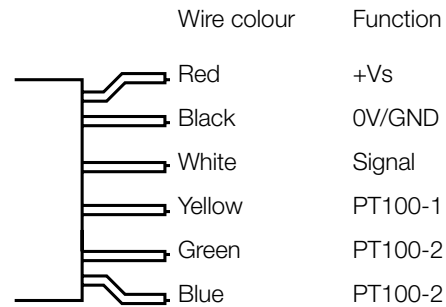 Wire colour Function
Red +Vs
Black 0V/GND
White Signal
Yellow PT100-1
Green PT100-2
Blue PT100-2